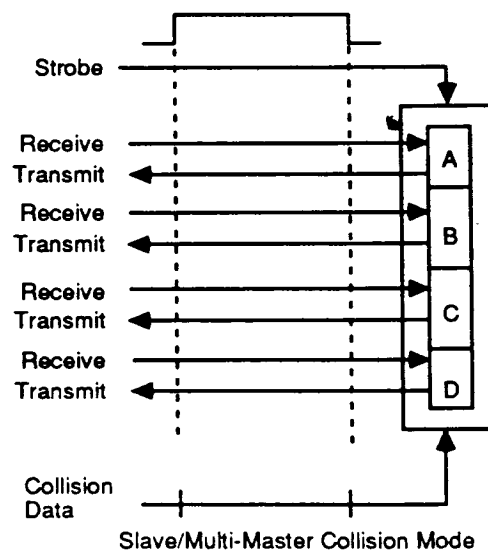 Strobe
Receive
A
Transmit
Receive
B
Transmit
Receive
C
Transmit
Receive
D
Transmit
Collision
Data
Slave/Multi-Master Collision Mode